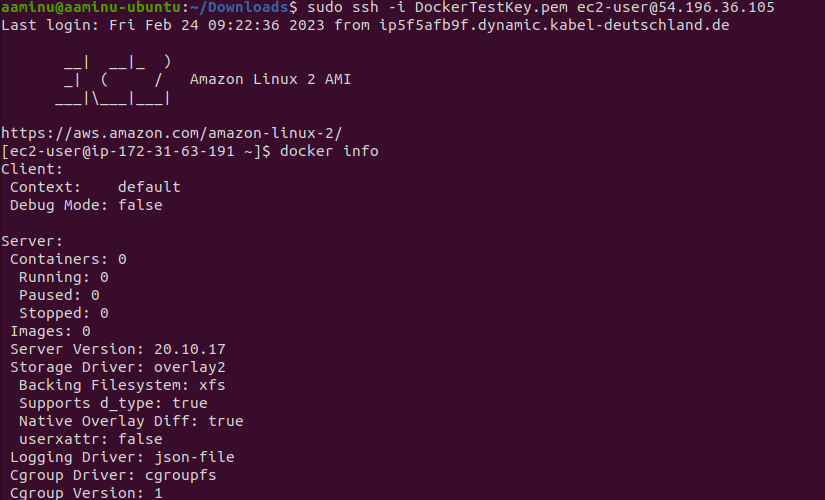 aaminu@aaminu-ubuntu:~/Downloads$ sudo ssh -i DockerTestKey.pem ec2-user@54.196.36.105
Last login: Fri Feb 24 09:22:36 2023 from ip5f5afb9f.dynamic.kabel-deutschland.de

       __|  __|_  )
       _|  (     /   Amazon Linux 2 AMI
      ___|\___|___|

https://aws.amazon.com/amazon-linux-2/
[ec2-user@ip-172-31-63-191 ~]$ docker info
Client:
 Context:    default
 Debug Mode: false

Server:
 Containers: 0
  Running: 0
  Paused: 0
  Stopped: 0
 Images: 0
 Server Version: 20.10.17
 Storage Driver: overlay2
  Backing Filesystem: xfs
  Supports d_type: true
  Native Overlay Diff: true
  userxattr: false
 Logging Driver: json-file
 Cgroup Driver: cgroupfs
 Cgroup Version: 1